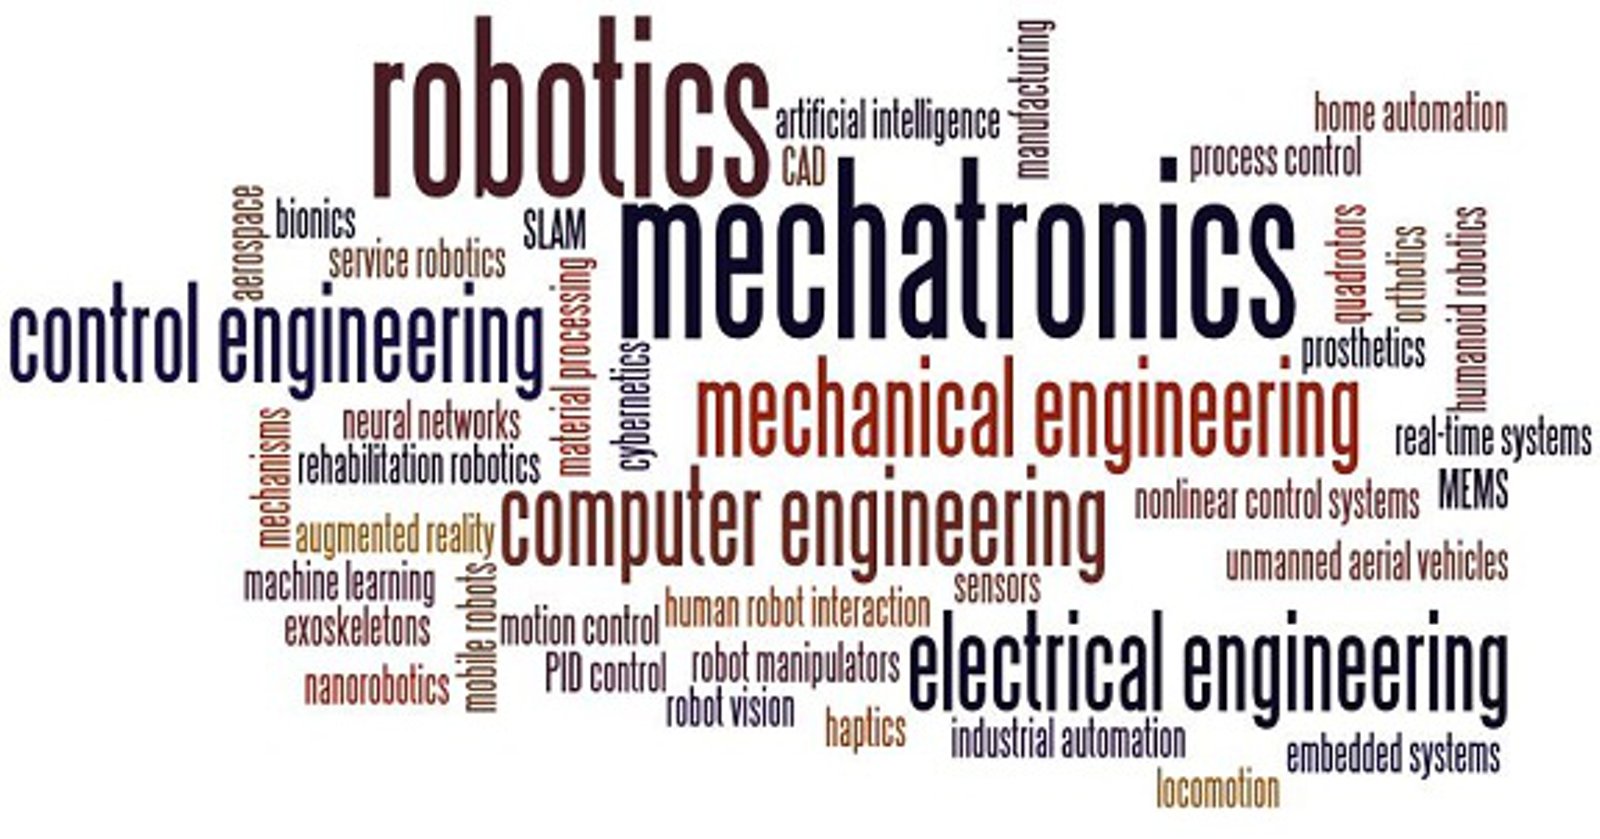 robotics
artificial intelligence
manufacturing
home automation
CAD
process control
mechatronics
aerospace
bionics
SLAM
service robotics
quadrotors
orthotics
humanoid robotics
control engineering
material processing
cybernetics
prosthetics
mechanical engineering
mechanisms
neural networks
real-time systems
rehabilitation robotics
computer engineering
nonlinear control systems
MEMS
augmented reality
unmanned aerial vehicles
machine learning
mobile robots
sensors
human robot interaction
exoskeletons
motion control
electrical engineering
nanorobotics
PID control
robot manipulators
robot vision
haptics
industrial automation
embedded systems
locomotion